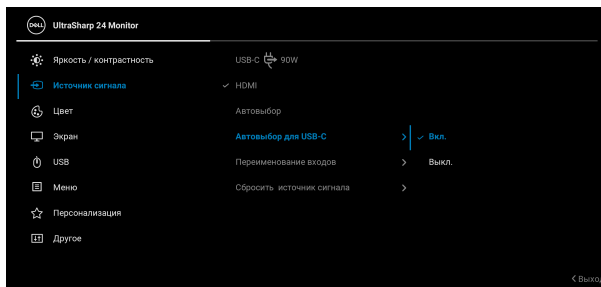 DELL UltraSharp 24 Monitor
Яркость / контрастность
USB-C 90W
Источник сигнала
HDMI
Цвет
Автовыбор
Экран
Автовыбор для USB-C
Вкл.
USB
Переименование входов
Выкл.
Меню
Сбросить источник сигнала
Персонализация
Другое
Выход